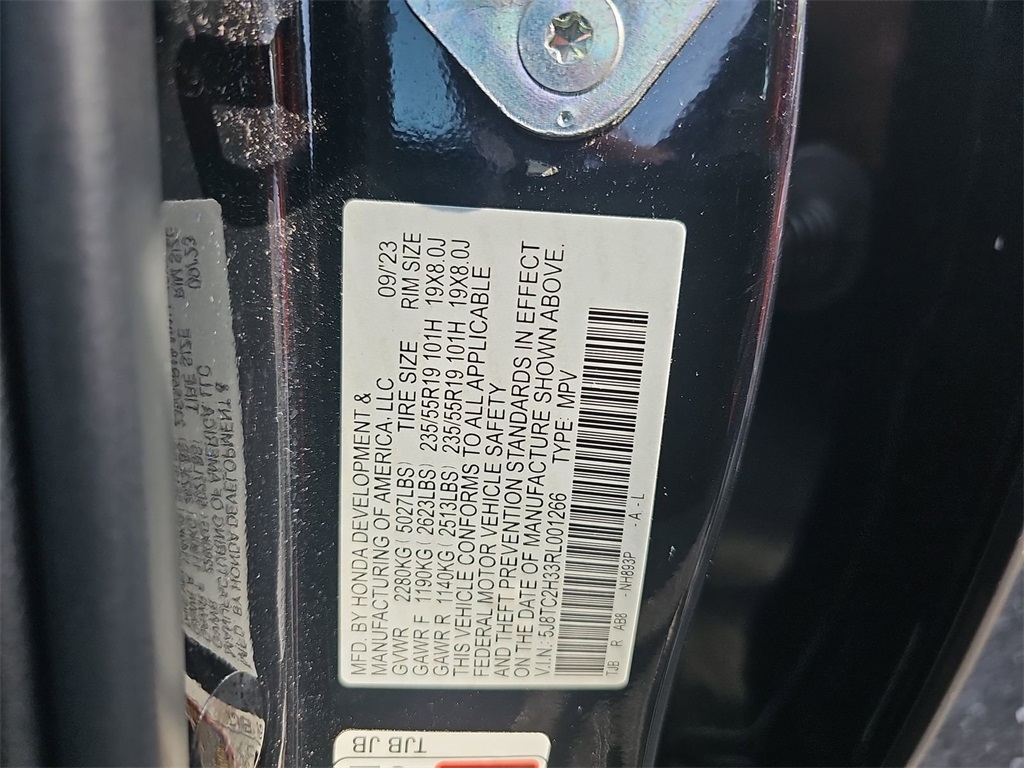 MFD. BY HONDA DEVELOPMENT &
MANUFACTURING OF AMERICA, LLC 09/'23
GVWR 2280KG ( 5027LBS) TIRE SIZE RIM SIZE
GAWR F 1190KG ( 2623LBS) 235/55R19 101H 19X8.0J
GAWR R 1140KG ( 2513LBS) 235/55R19 101H 19X8.0J
THIS VEHICLE CONFORMS TO ALL APPLICABLE
FEDERAL MOTOR VEHICLE SAFETY
AND THEFT PREVENTION STANDARDS IN EFFECT
ON THE DATE OF MANUFACTURE SHOWN ABOVE.
V.I.N.: 5J8TC2H33RL001266 TYPE: MPV
TJB R AB8 -NH893P -A -L
TJB
JB